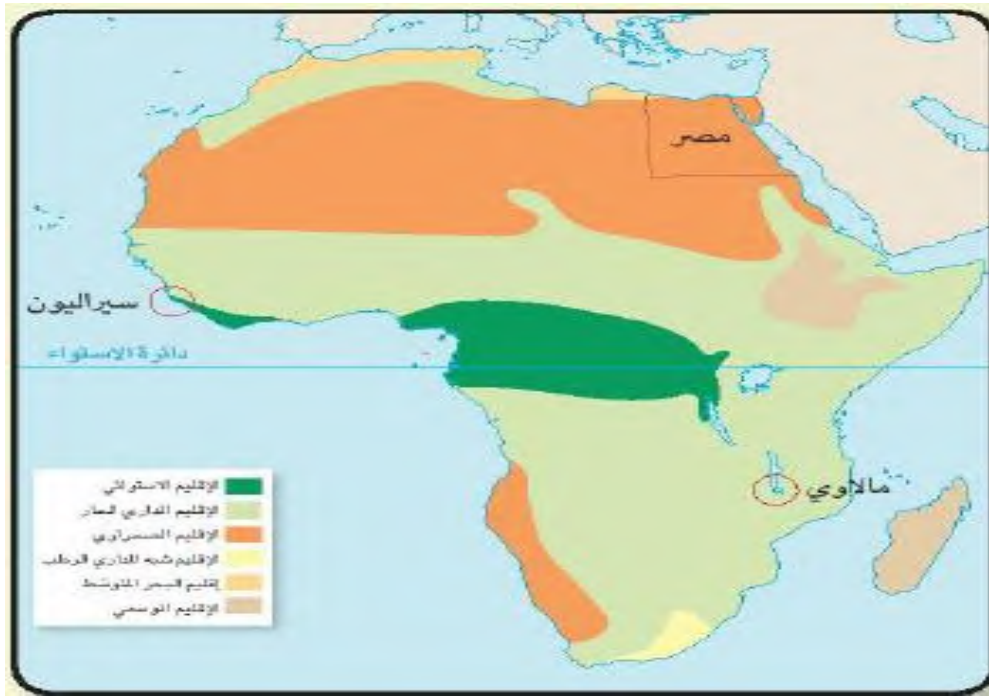 مصر
سيراليون
دائرة الاستواء
مالاوي
الإقليم الاستوائي
الإقليم المداري الحار
الإقليم الصحراوي
الإقليم شبه المداري الرطب
إقليم البحر المتوسط
الإقليم الموسمي